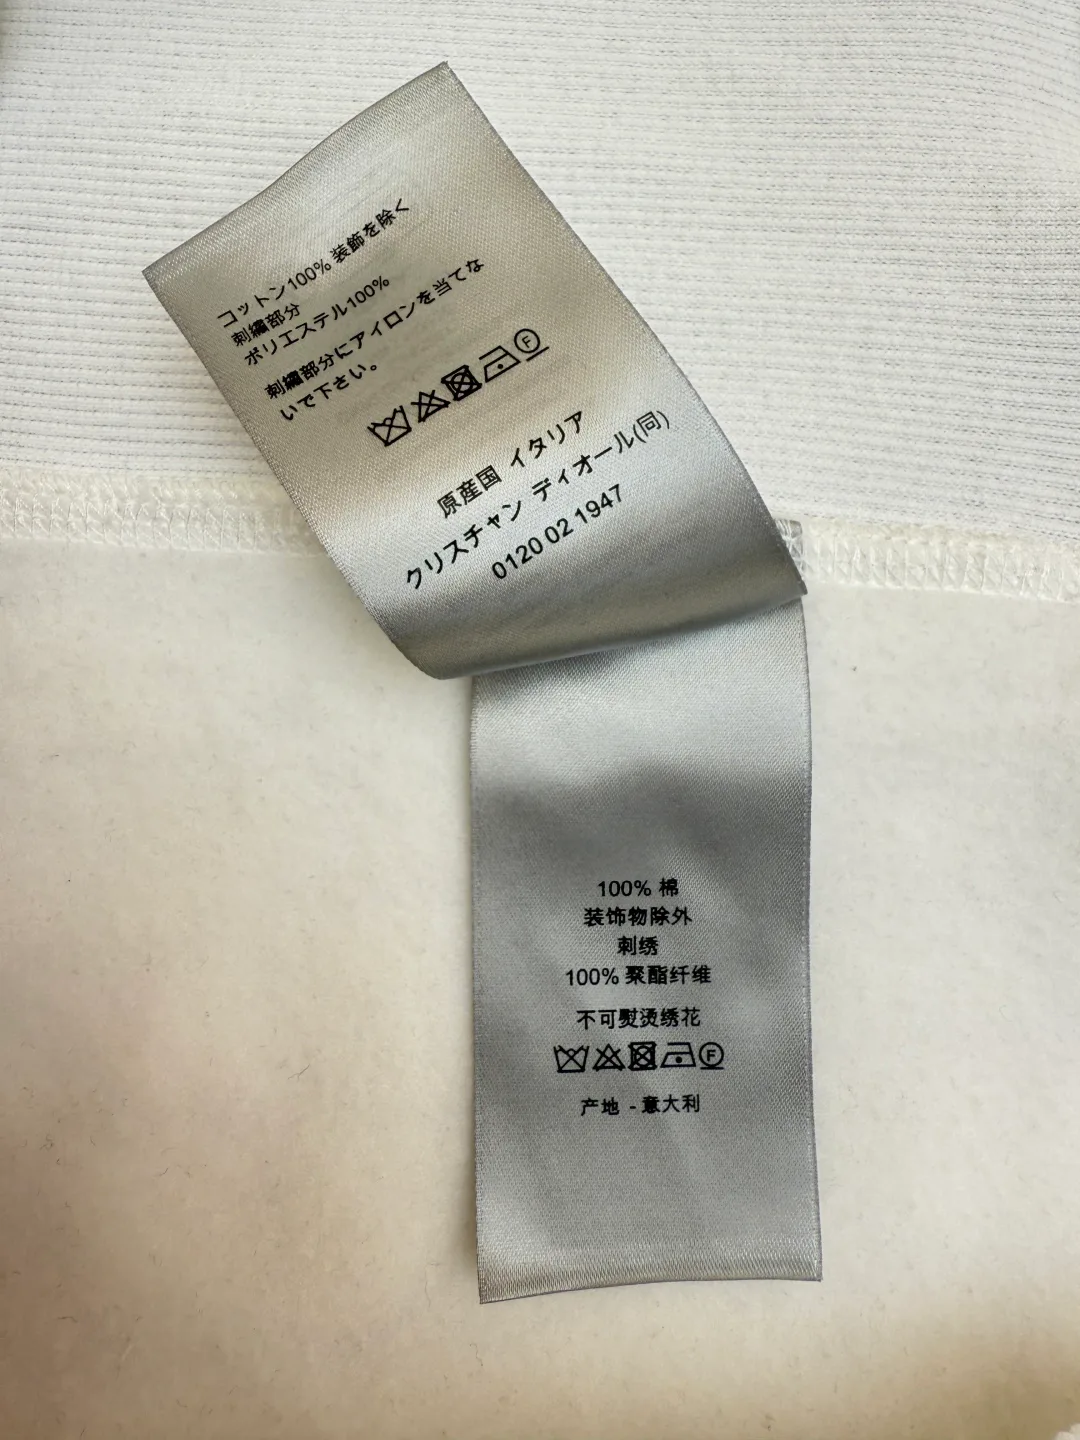 コットン100% 装飾を除く
刺繍部分
ポリエステル100%
刺繍部分にアイロンを当てな
いで下さい。
F
原産国 イタリア
クリスチャン ディオール(同)
0120 02 1947
100% 棉
装饰物除外
刺绣
100% 聚酯纤维
不可熨烫绣花
F
产地 - 意大利